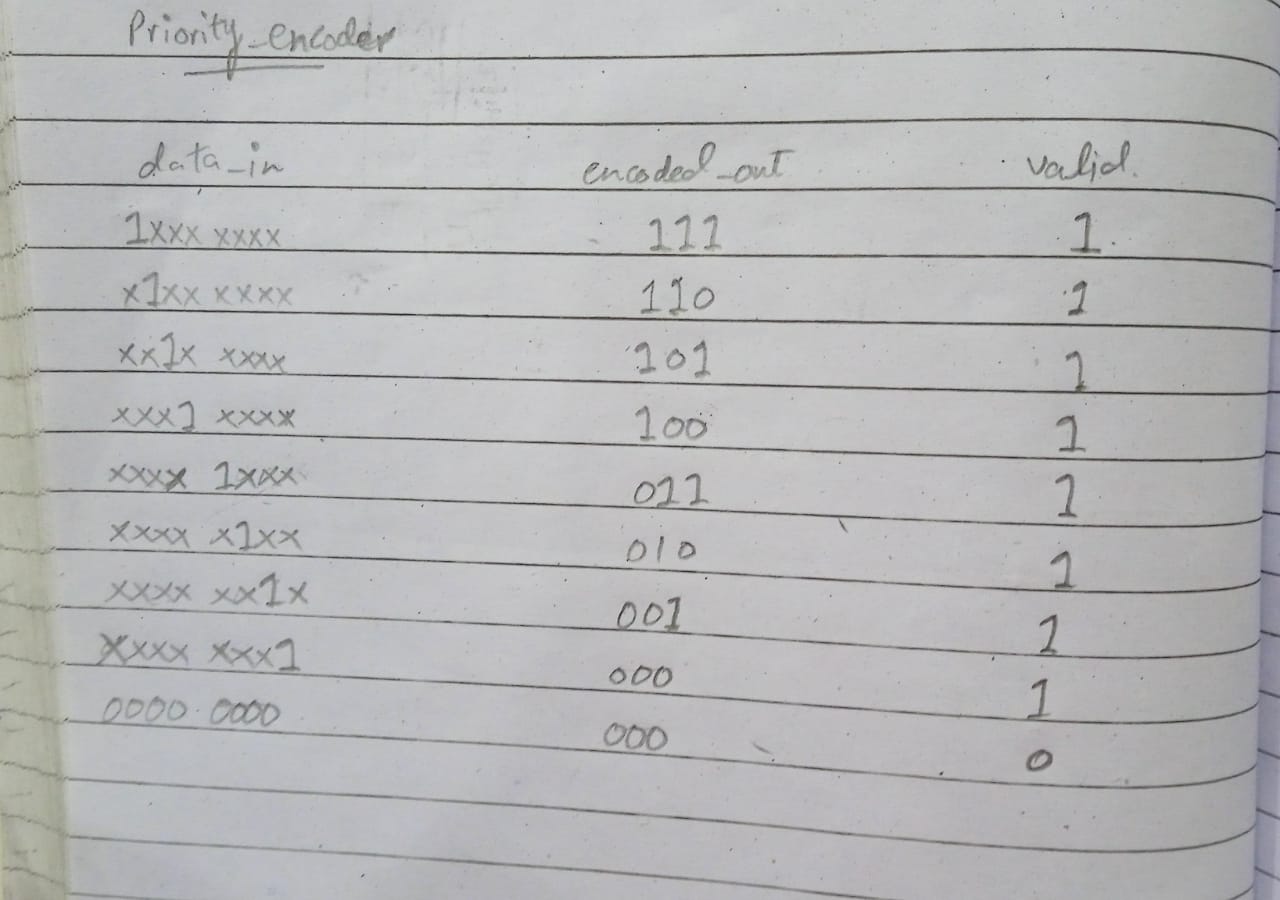 Priority_encoder
data_in encoded_out valid.
1xxx xxxx 111 1.
x1xx xxxx 110 1
xx1x xxxx 101 1
xxx1 xxxx 100 1
xxxx 1xxx 011 1
xxxx x1xx 010 1
xxxx xx1x 001 1
xxxx xxx1 000 1
0000 0000 000 0